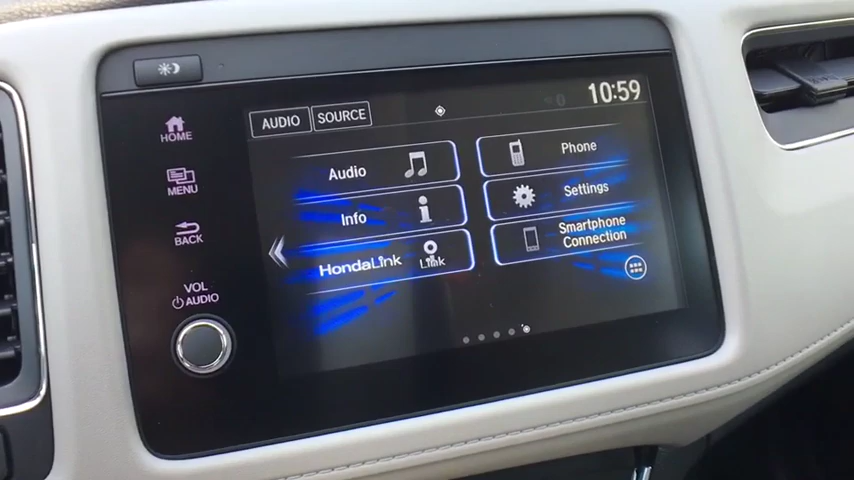 10:59
AUDIO SOURCE
HOME
MENU
BACK
VOL
AUDIO
Audio
Phone
Info
Settings
HondaLink
Link
Smartphone
Connection